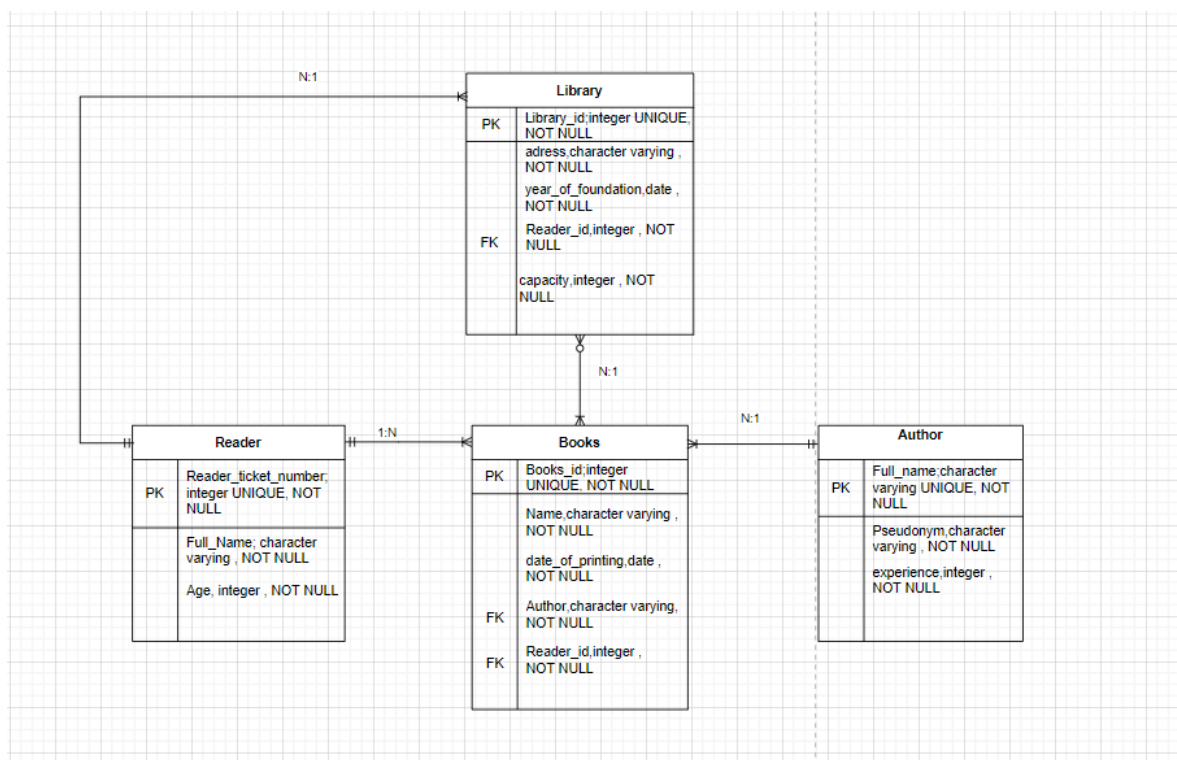 N:1
Library
PK
Library_id;integer UNIQUE,
NOT NULL
adress,character varying ,
NOT NULL
year_of_foundation,date ,
NOT NULL
FK
Reader_id,integer , NOT
NULL
capacity,integer , NOT
NULL
N:1
Reader
PK
Reader_ticket_number;
integer UNIQUE, NOT
NULL
Full_Name; character
varying , NOT NULL
Age, integer , NOT NULL
1:N
Books
PK
Books_id;integer
UNIQUE, NOT NULL
Name,character varying ,
NOT NULL
date_of_printing,date ,
NOT NULL
FK
Author,character varying,
NOT NULL
FK
Reader_id,integer ,
NOT NULL
N:1
Author
PK
Full_name;character
varying UNIQUE, NOT
NULL
Pseudonym,character
varying , NOT NULL
experience,integer ,
NOT NULL